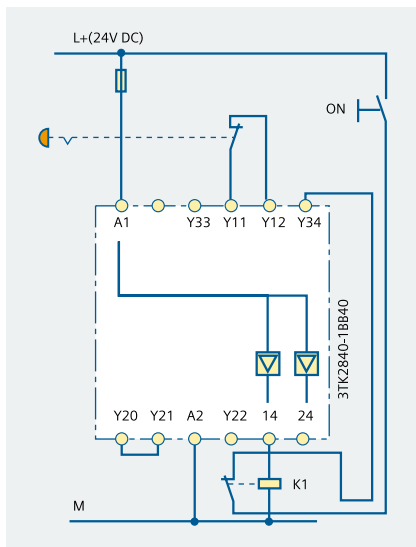 L+(24V DC)
ON
A1 Y33 Y11 Y12 Y34
3TK2840-1BB40
Y20 Y21 A2 Y22 14 24
K1
M